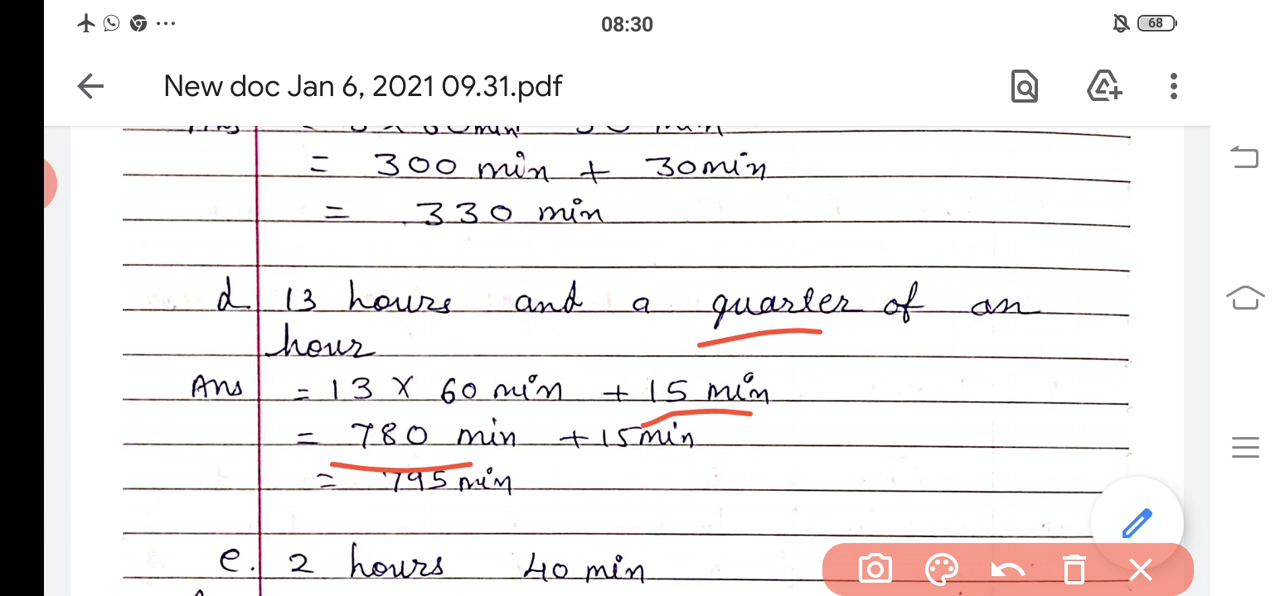 08:30
68
New doc Jan 6, 2021 09.31.pdf
= 300 min + 30min
= 330 min
d. 13 hours and a quarter of an
hour
Ans = 13 × 60 min + 15 min
= 780 min + 15min
= 795 min
e. 2 hours 40 min